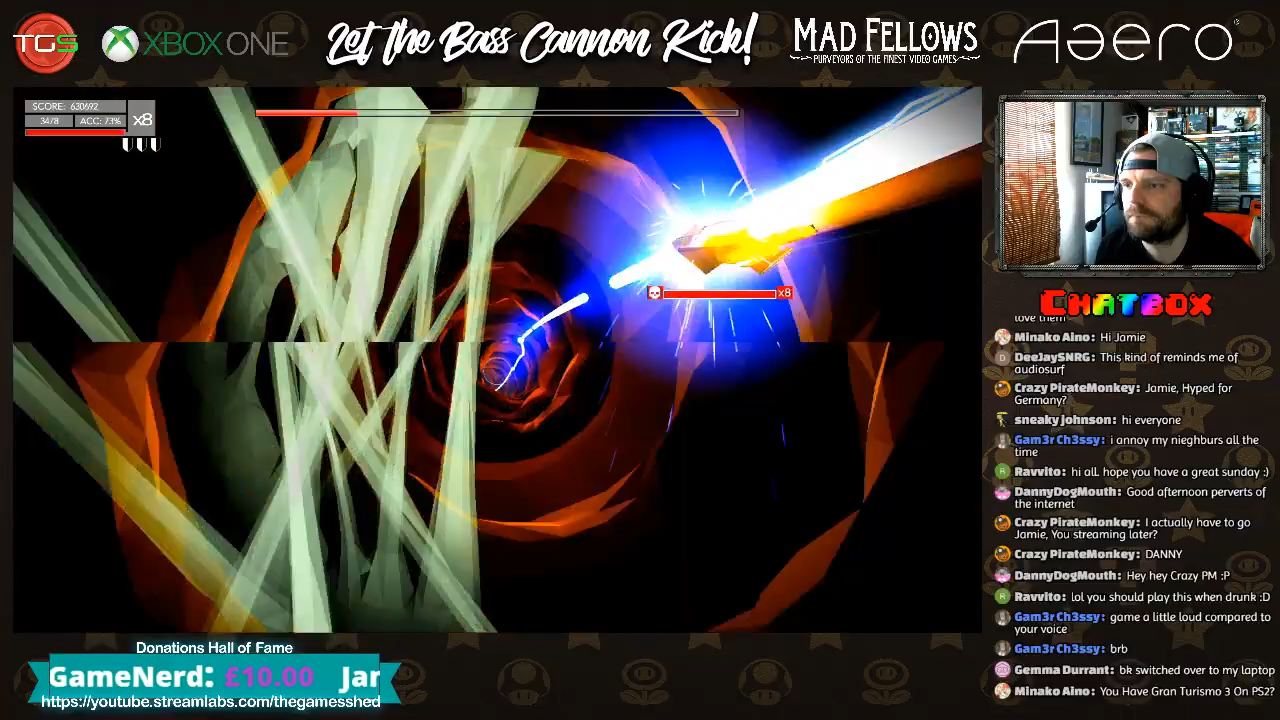 TGS
XBOX ONE
Let the Bass Cannon Kick!
MAD FELLOWS
PURVEYORS OF THE FINEST VIDEO GAMES
Aaero
SCORE: 630692
3478 ACC: 73% x8
x8
CHATBOX
love them
Minako Aino: Hi Jamie
DeeJaySNRG: This kind of reminds me of
audiosurf
Crazy PirateMonkey: Jamie, Hyped for
Germany?
sneaky johnson: hi everyone
Gam3r Ch3ssy: i annoy my nieghburs all the
time
Ravvito: hi all. hope you have a great sunday :)
DannyDogMouth: Good afternoon perverts of
the internet
Crazy PirateMonkey: I actually have to go
Jamie, You streaming later?
Crazy PirateMonkey: DANNY
DannyDogMouth: Hey hey Crazy PM :P
Ravvito: lol you should play this when drunk :D
Gam3r Ch3ssy: game a little loud compared to
your voice
Gam3r Ch3ssy: brb
Gemma Durrant: bk switched over to my laptop
Minako Aino: You Have Gran Turismo 3 On PS2?
Donations Hall of Fame
GameNerd: £10.00 Jar
https://youtube.streamlabs.com/thegamesshed